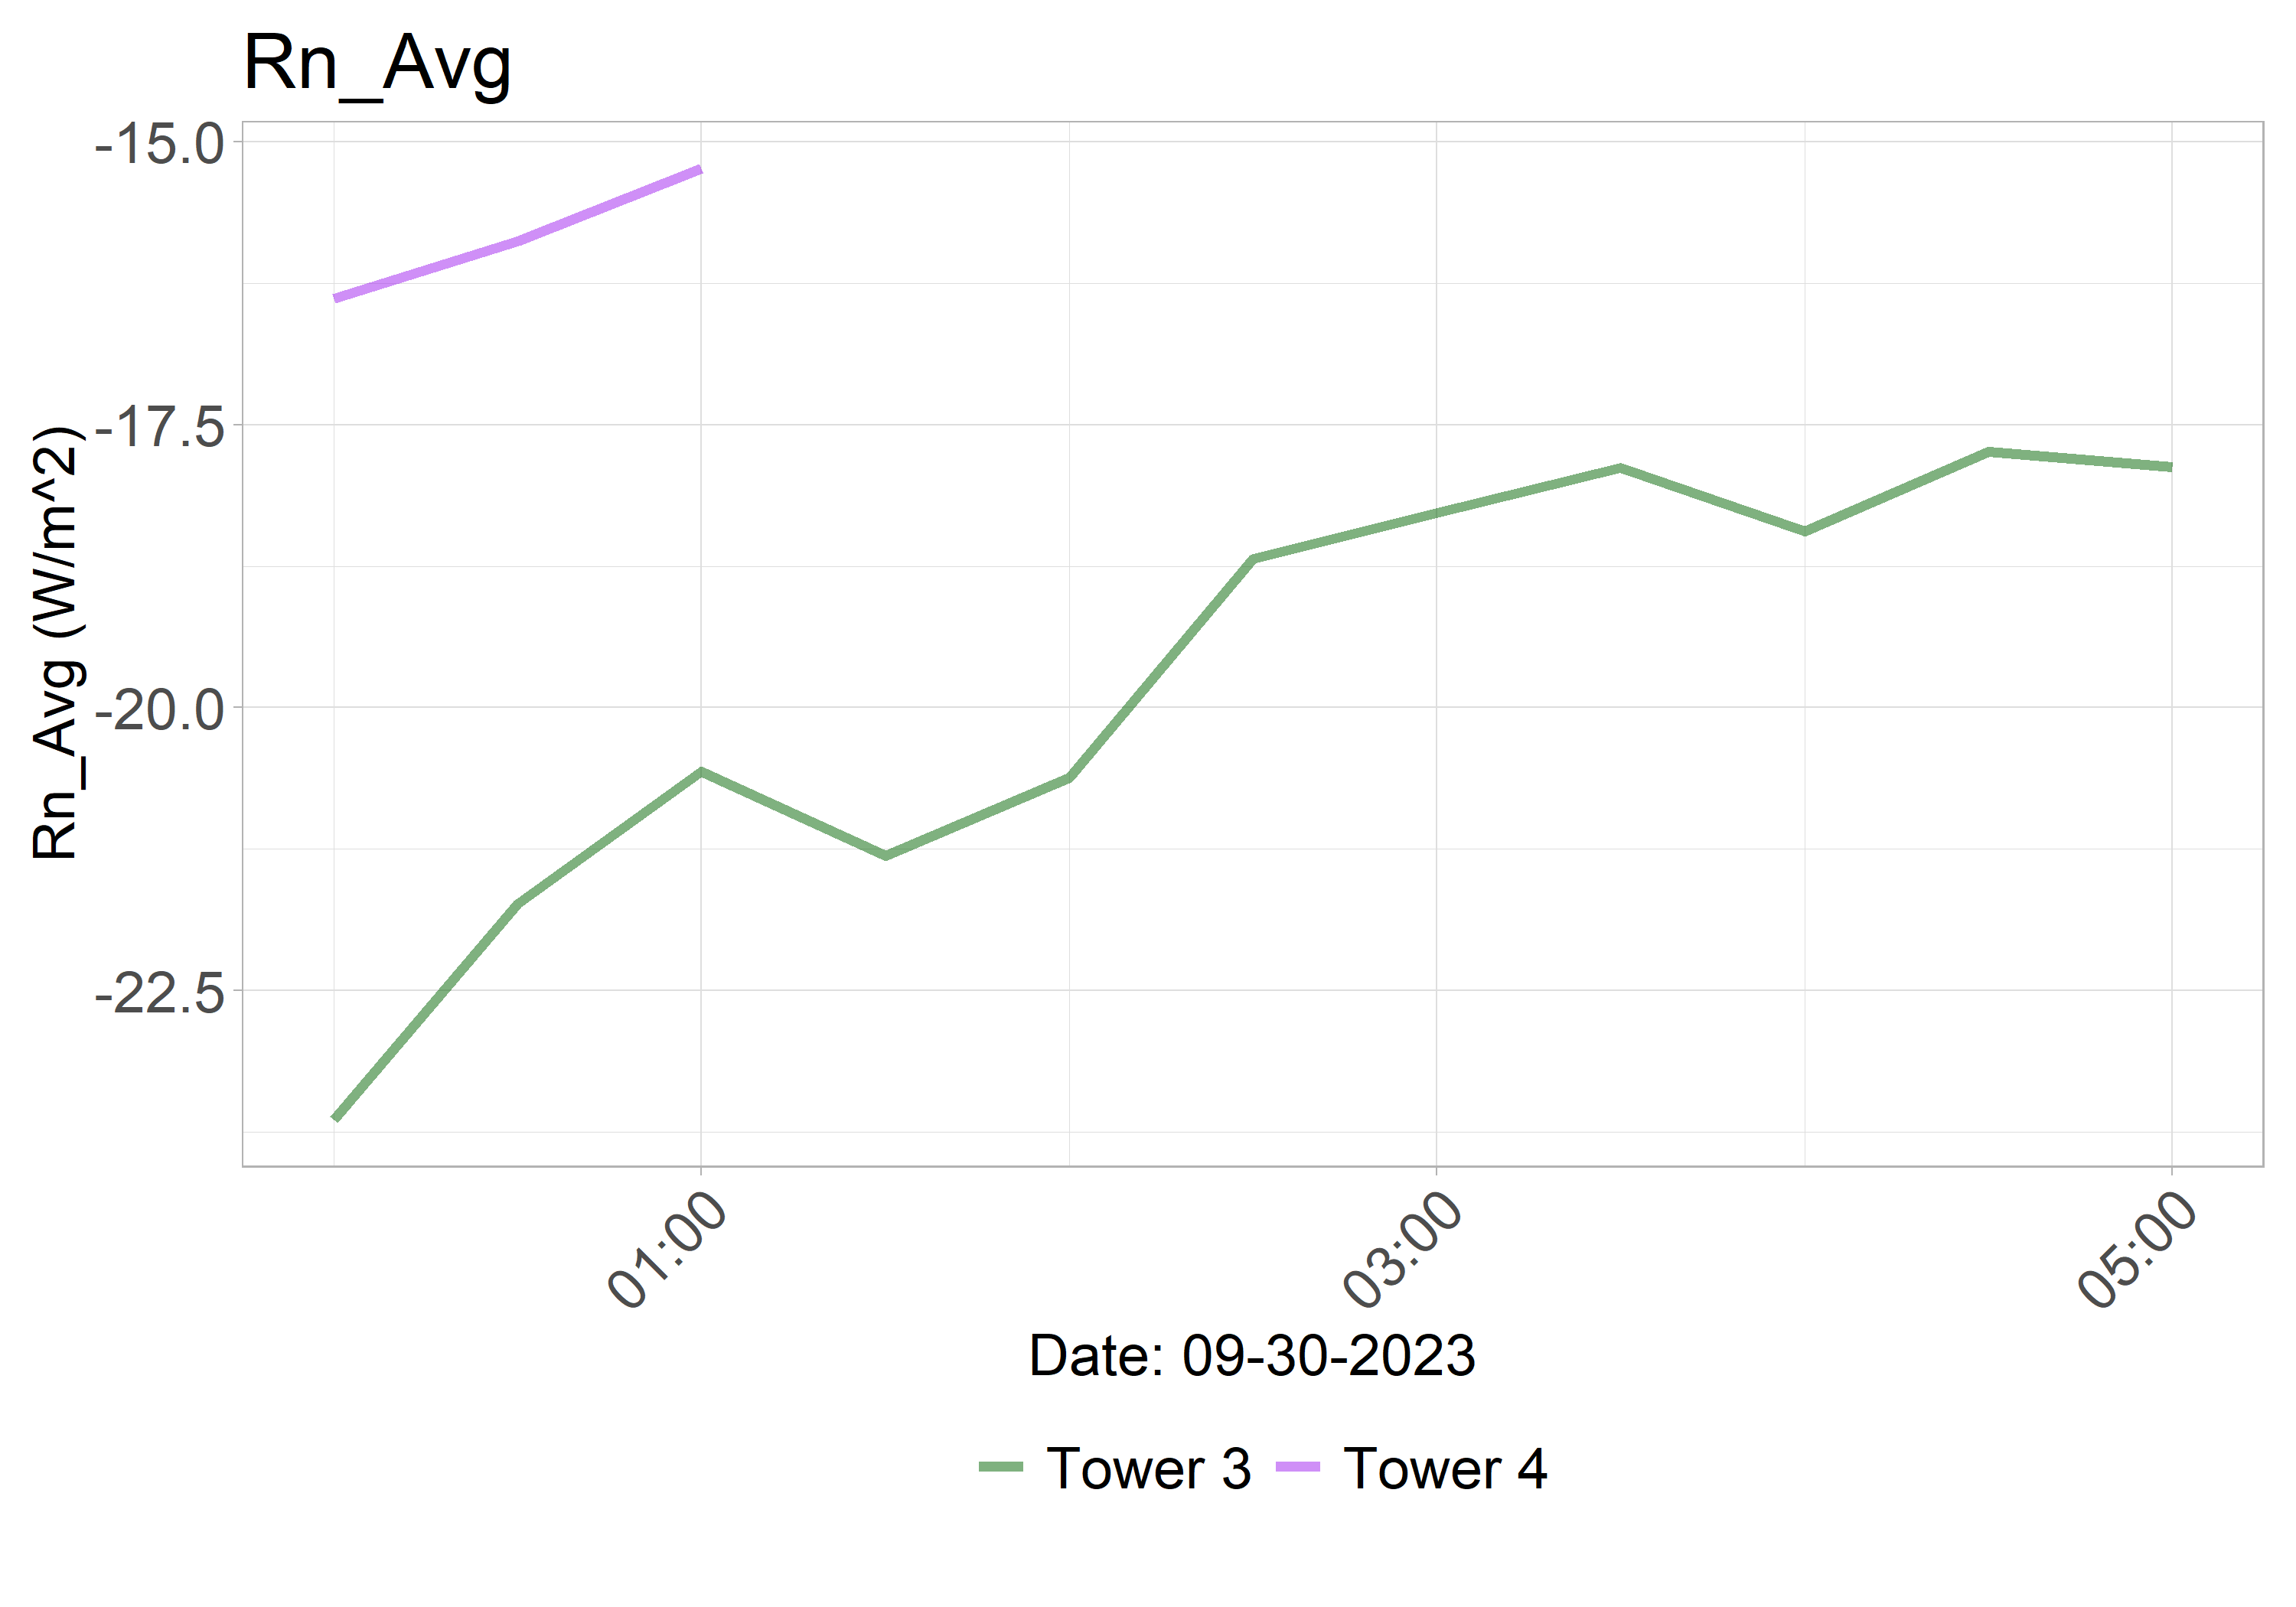 Rn_Avg
Rn_Avg (W/m^2)
-15.0
-17.5
-20.0
-22.5
01:00
03:00
05:00
Date: 09-30-2023
Tower 3
Tower 4